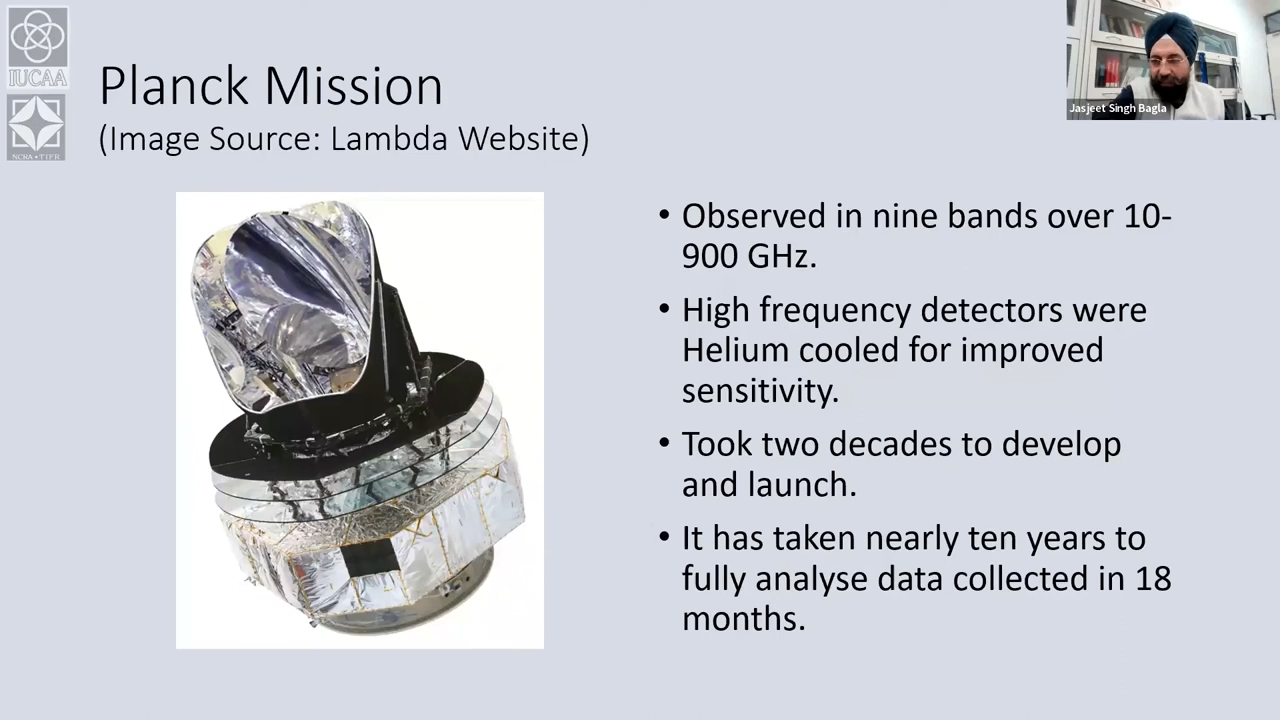 IUCAA
NCRA • TIFR
Planck Mission
(Image Source: Lambda Website)
Jasjeet Singh Bagla
• Observed in nine bands over 10-
900 GHz.
• High frequency detectors were
Helium cooled for improved
sensitivity.
• Took two decades to develop
and launch.
• It has taken nearly ten years to
fully analyse data collected in 18
months.